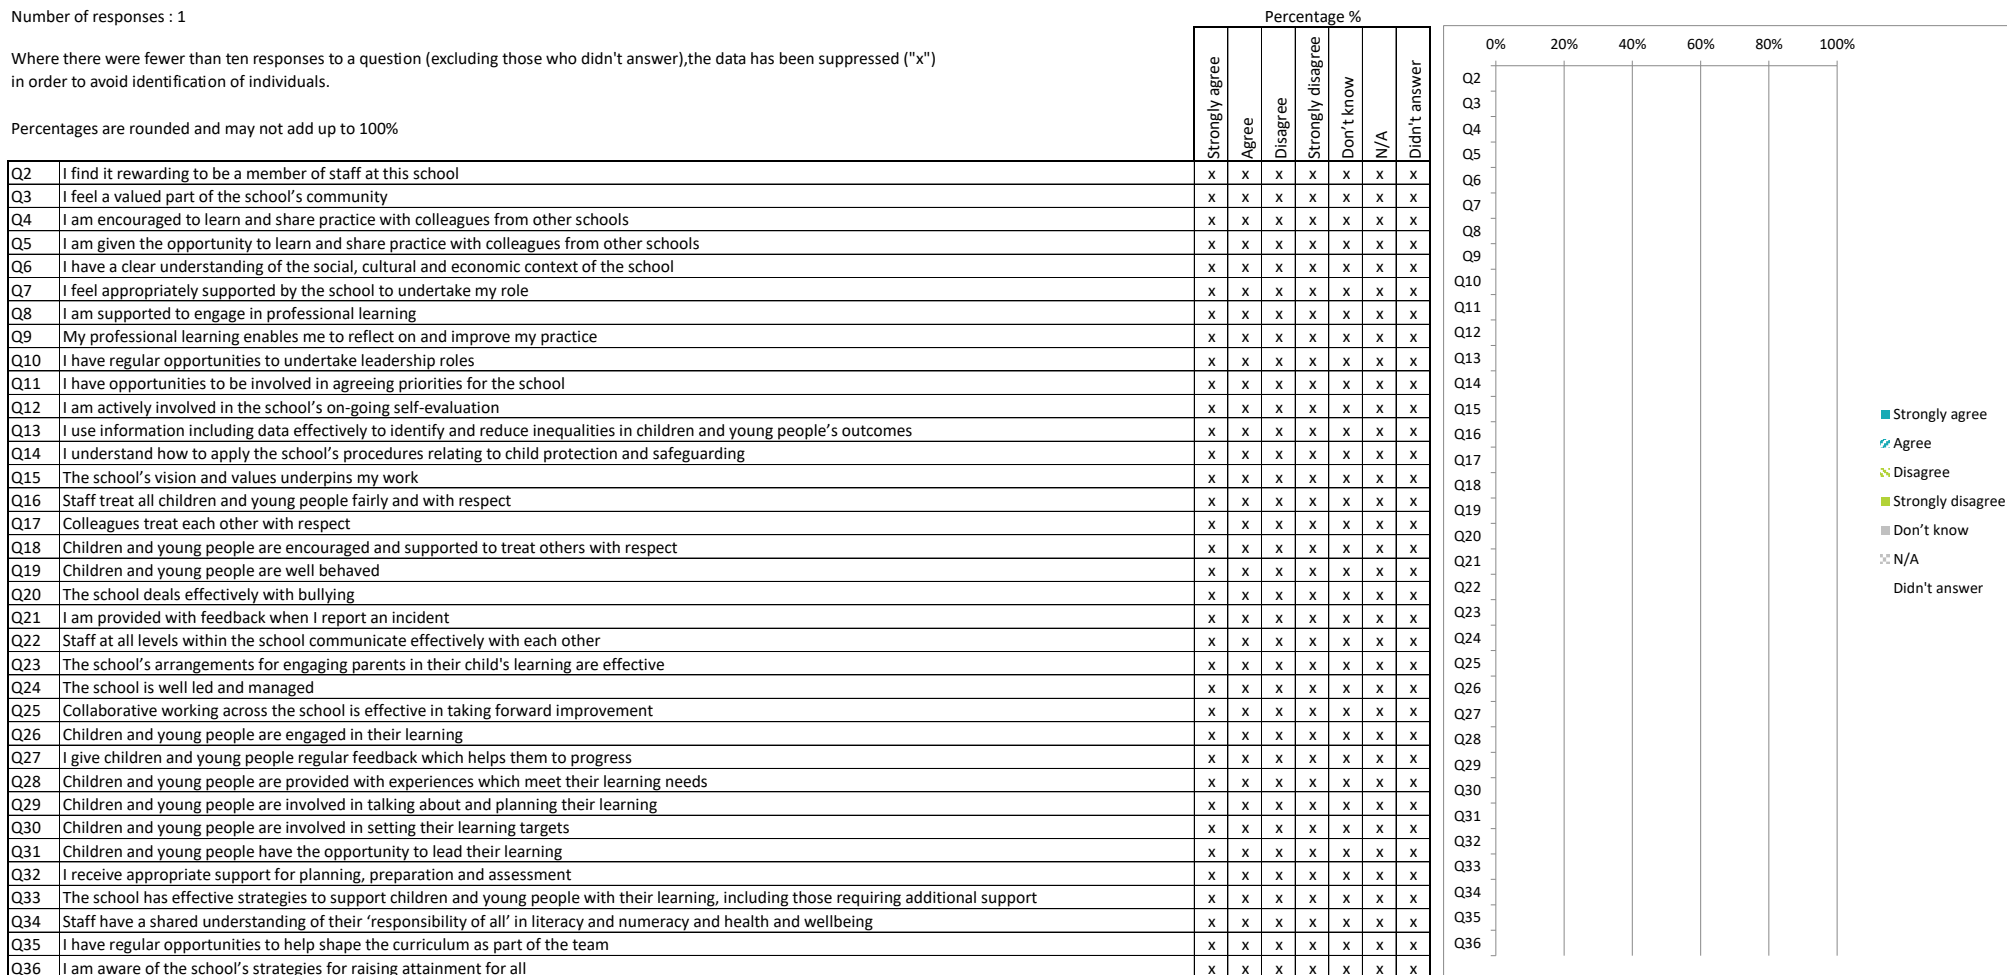 Number of responses : 1
Percentage %
Where there were fewer than ten responses to a question (excluding those who didn't answer),the data has been suppressed ("x")
in order to avoid identification of individuals.
Percentages are rounded and may not add up to 100%
Strongly agree
Agree
Disagree
Strongly disagree
Don't know
N/A
Didn't answer
Q2 I find it rewarding to be a member of staff at this school x x x x x x x
Q3 I feel a valued part of the school's community x x x x x x x
Q4 I am encouraged to learn and share practice with colleagues from other schools x x x x x x x
Q5 I am given the opportunity to learn and share practice with colleagues from other schools x x x x x x x
Q6 I have a clear understanding of the social, cultural and economic context of the school x x x x x x x
Q7 I feel appropriately supported by the school to undertake my role x x x x x x x
Q8 I am supported to engage in professional learning x x x x x x x
Q9 My professional learning enables me to reflect on and improve my practice x x x x x x x
Q10 I have regular opportunities to undertake leadership roles x x x x x x x
Q11 I have opportunities to be involved in agreeing priorities for the school x x x x x x x
Q12 I am actively involved in the school's on-going self-evaluation x x x x x x x
Q13 I use information including data effectively to identify and reduce inequalities in children and young people's outcomes x x x x x x x
Q14 I understand how to apply the school's procedures relating to child protection and safeguarding x x x x x x x
Q15 The school's vision and values underpins my work x x x x x x x
Q16 Staff treat all children and young people fairly and with respect x x x x x x x
Q17 Colleagues treat each other with respect x x x x x x x
Q18 Children and young people are encouraged and supported to treat others with respect x x x x x x x
Q19 Children and young people are well behaved x x x x x x x
Q20 The school deals effectively with bullying x x x x x x x
Q21 I am provided with feedback when I report an incident x x x x x x x
Q22 Staff at all levels within the school communicate effectively with each other x x x x x x x
Q23 The school's arrangements for engaging parents in their child's learning are effective x x x x x x x
Q24 The school is well led and managed x x x x x x x
Q25 Collaborative working across the school is effective in taking forward improvement x x x x x x x
Q26 Children and young people are engaged in their learning x x x x x x x
Q27 I give children and young people regular feedback which helps them to progress x x x x x x x
Q28 Children and young people are provided with experiences which meet their learning needs x x x x x x x
Q29 Children and young people are involved in talking about and planning their learning x x x x x x x
Q30 Children and young people are involved in setting their learning targets x x x x x x x
Q31 Children and young people have the opportunity to lead their learning x x x x x x x
Q32 I receive appropriate support for planning, preparation and assessment x x x x x x x
Q33 The school has effective strategies to support children and young people with their learning, including those requiring additional support x x x x x x x
Q34 Staff have a shared understanding of their 'responsibility of all' in literacy and numeracy and health and wellbeing x x x x x x x
Q35 I have regular opportunities to help shape the curriculum as part of the team x x x x x x x
Q36 I am aware of the school's strategies for raising attainment for all x x x x x x x
0% 20% 40% 60% 80% 100%
Q2
Q3
Q4
Q5
Q6
Q7
Q8
Q9
Q10
Q11
Q12
Q13
Q14
Q15
Q16
Q17
Q18
Q19
Q20
Q21
Q22
Q23
Q24
Q25
Q26
Q27
Q28
Q29
Q30
Q31
Q32
Q33
Q34
Q35
Q36
Strongly agree
Agree
Disagree
Strongly disagree
Don't know
N/A
Didn't answer